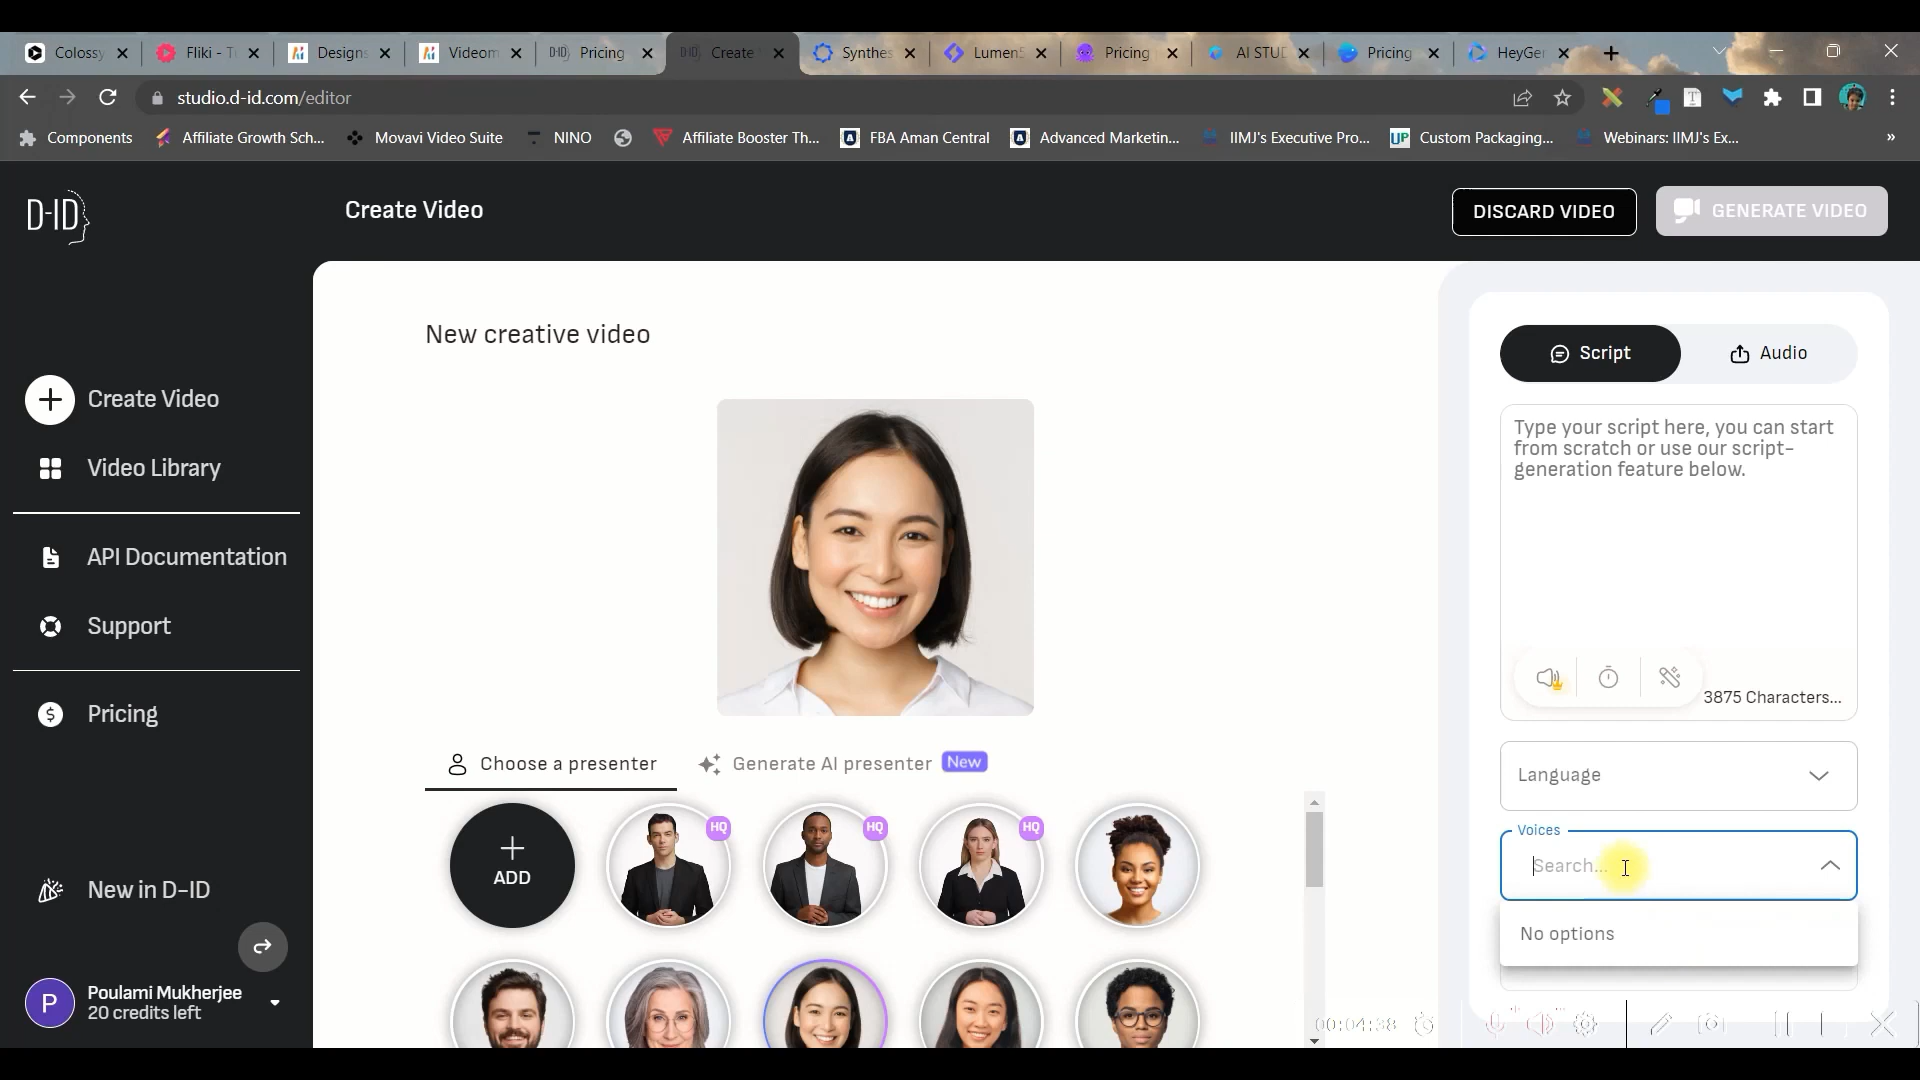 Colossy
Fliki - T
Designs
Videom
Pricing
Create
Synthes
Lumen5
Pricing
AI STUD
Pricing
HeyGen
studio.d-id.com/editor
Components
Affiliate Growth Sch...
Movavi Video Suite
NINO
Affiliate Booster Th...
FBA Aman Central
Advanced Marketin...
IIMJ's Executive Pro...
UP
Custom Packaging...
Webinars: IIMJ's Ex...
»
D-ID
Create Video
DISCARD VIDEO
GENERATE VIDEO
Create Video
Video Library
API Documentation
Support
Pricing
New in D-ID
P
Poulami Mukherjee
20 credits left
New creative video
Choose a presenter
Generate AI presenter
New
ADD
HQ
HQ
HQ
Script
Audio
Type your script here, you can start
from scratch or use our script-
generation feature below.
3875 Characters...
Language
Voices
Search...
No options
00:04:38